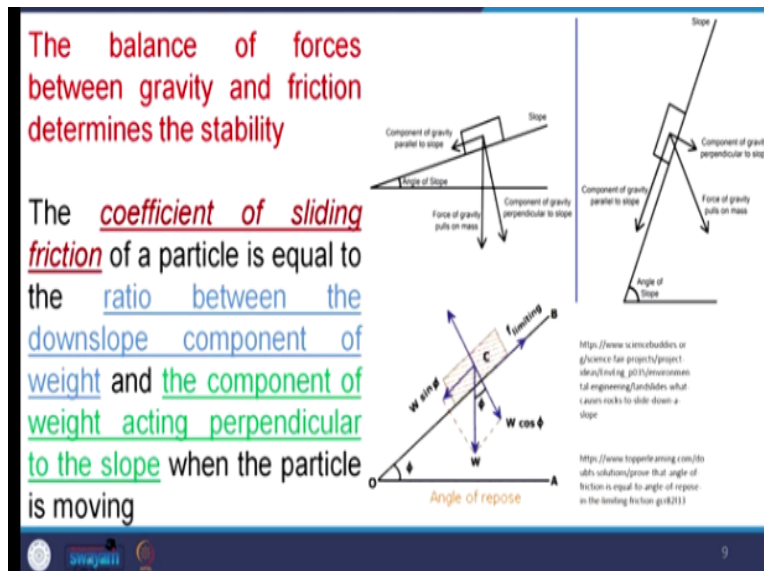 The balance of forces
between gravity and friction
determines the stability
The coefficient of sliding
friction of a particle is equal to
the ratio between the
downslope component of
weight and the component of
weight acting perpendicular
to the slope when the particle
is moving
Slope
Component of gravity
parallel to slope
Angle of Slope
Force of gravity
pulls on mass
Component of gravity
perpendicular to slope
Slope
Component of gravity
perpendicular to slop
Component of gravity
parallel to slope
Force of gravity
pulls on mass
Angle of
Slope
B
f limiting
C
W sin ϕ
ϕ
W cos ϕ
W
O
ϕ
A
Angle of repose
https://www sciencebuddies or
g/science-fair-projects/project-
tal engineering/landslides what-
causes rocks-to-slide-down-a-
slope
https://www topperlearning com/do
ubts solutions/prove that angle of
friction is equal to angle of repose
swayam
9